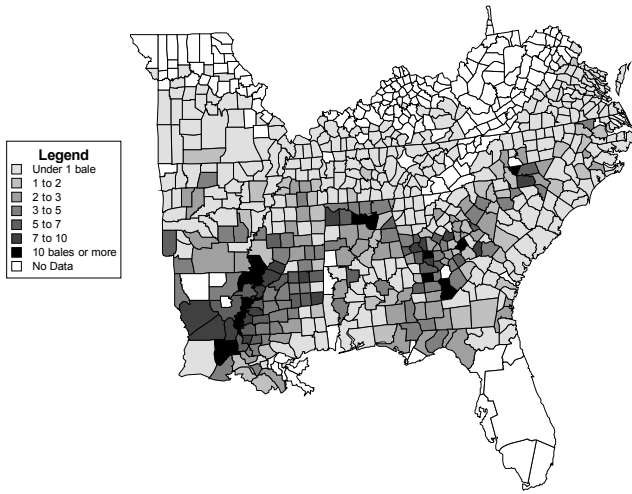 Legend
Under 1 bale
1 to 2
2 to 3
3 to 5
5 to 7
7 to 10
10 bales or more
No Data